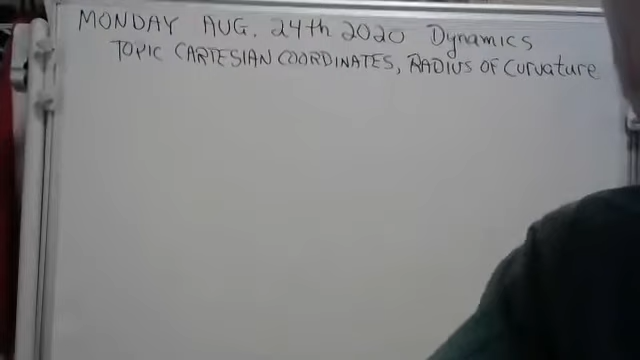 MONDAY AUG. 24th 2020 Dynamics
TOPIC CARTESIAN COORDINATES, RADIUS OF Curvature